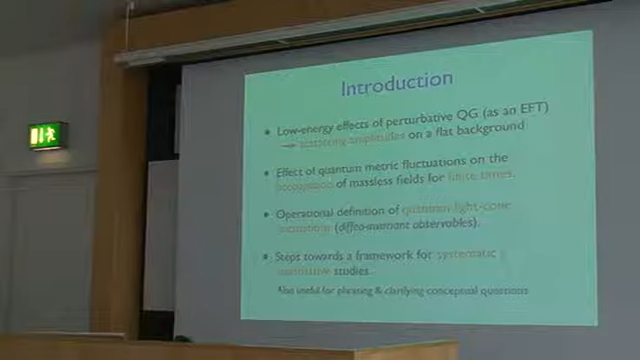 Introduction
• Low-energy effects of perturbative QG (as an EFT)
→ scattering amplitudes on a flat background
• Effect of quantum metric fluctuations on the
propagation of massless fields for finite times.
• Operational definition of quantum light-cone
fluctuations (diffeo-invariant observables).
• Steps towards a framework for systematic
quantitative studies.
Also useful for phrasing & clarifying conceptual questions